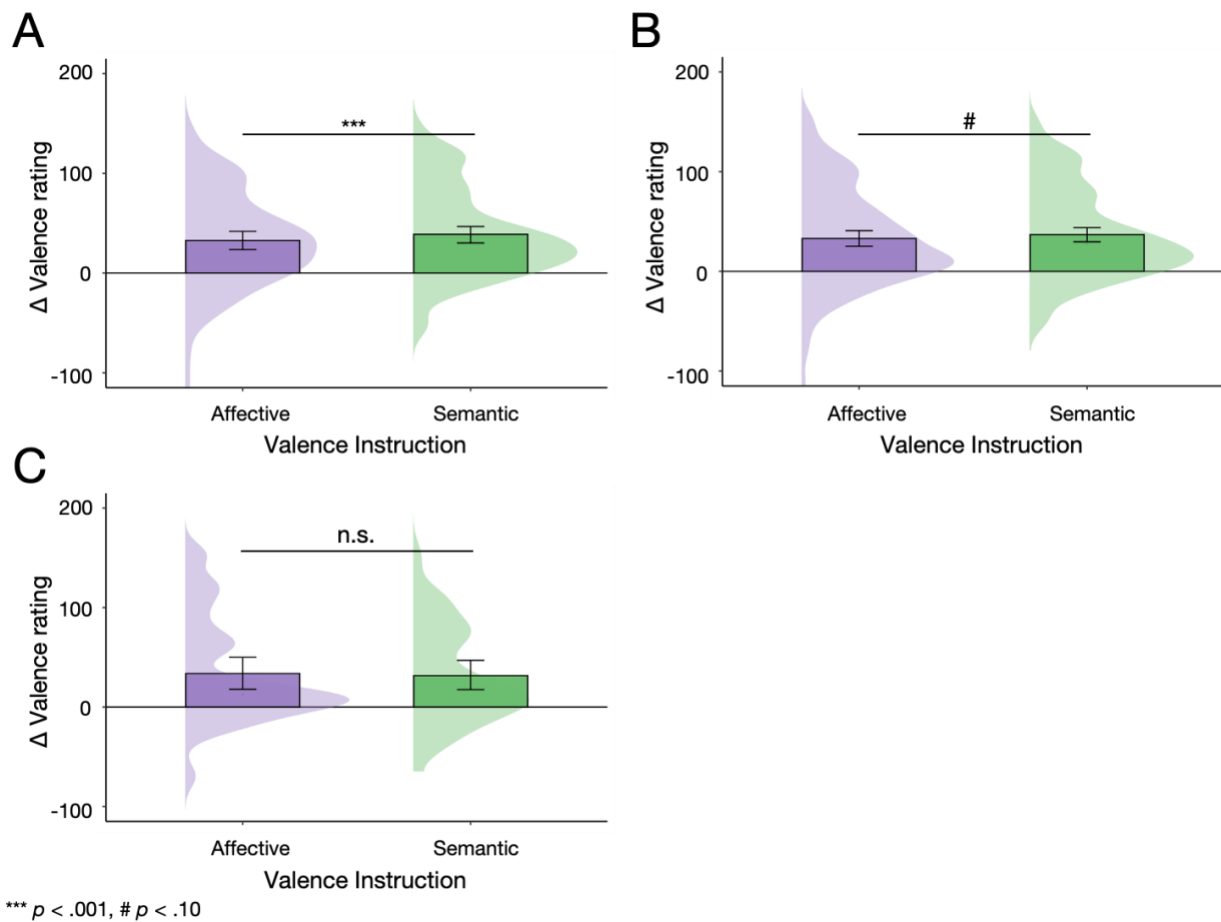 A
Δ Valence rating
200
100
0
-100
***
Affective
Semantic
Valence Instruction
B
Δ Valence rating
200
100
0
-100
#
Affective
Semantic
Valence Instruction
C
Δ Valence rating
200
100
0
-100
n.s.
Affective
Semantic
Valence Instruction
*** p < .001, # p < .10